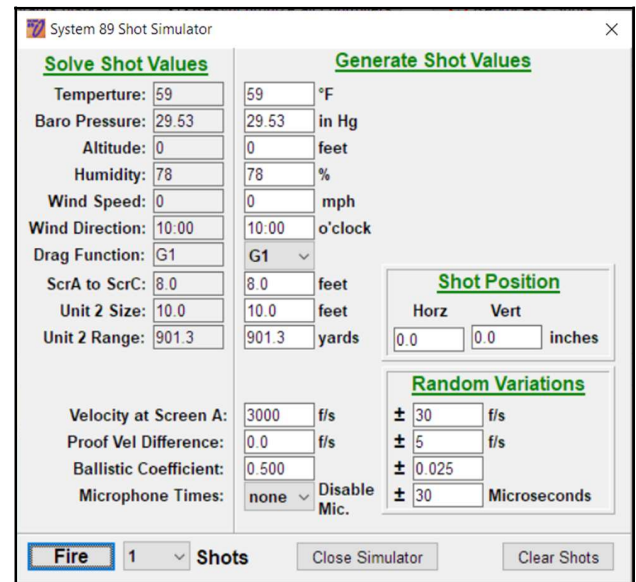 System 89 Shot Simulator
Solve Shot Values Generate Shot Values
Temperture: 59 59 °F
Baro Pressure: 29.53 29.53 in Hg
Altitude: 0 0 feet
Humidity: 78 78 %
Wind Speed: 0 0 mph
Wind Direction: 10:00 10:00 o'clock
Drag Function: G1 G1
ScrA to ScrC: 8.0 8.0 feet
Unit 2 Size: 10.0 10.0 feet
Unit 2 Range: 901.3 901.3 yards
Shot Position
Horz Vert
0.0 0.0 inches
Random Variations
Velocity at Screen A: 3000 f/s ± 30 f/s
Proof Vel Difference: 0.0 f/s ± 5 f/s
Ballistic Coefficient: 0.500 ± 0.025
Microphone Times: none Disable Mic. ± 30 Microseconds
Fire 1 Shots Close Simulator Clear Shots